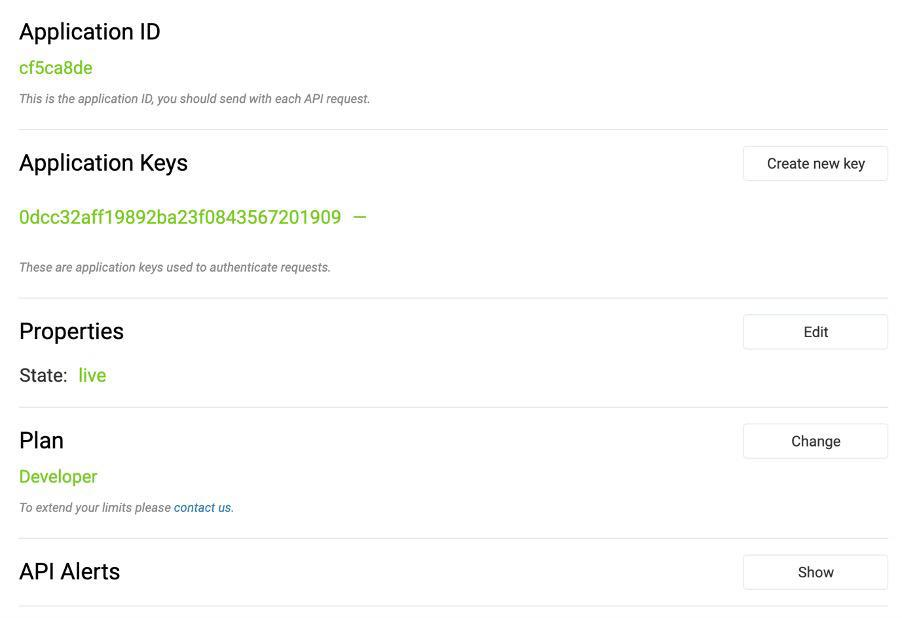 Application ID
cf5ca8de
This is the application ID, you should send with each API request.
Application Keys
Create new key
0dcc32aff19892ba23f0843567201909 —
These are application keys used to authenticate requests.
Properties
Edit
State: live
Plan
Change
Developer
To extend your limits please contact us.
API Alerts
Show